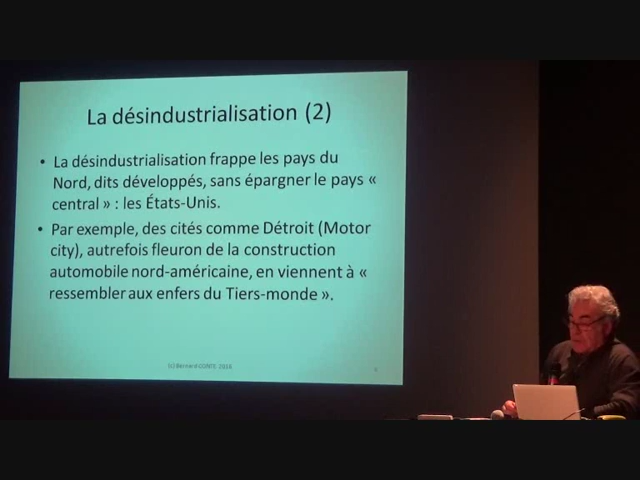 La désindustrialisation (2)
• La désindustrialisation frappe les pays du
Nord, dits développés, sans épargner le pays «
central » : les États-Unis.
• Par exemple, des cités comme Détroit (Motor
city), autrefois fleuron de la construction
automobile nord-américaine, en viennent à «
ressembler aux enfers du Tiers-monde ».
(c) Bernard CONTE